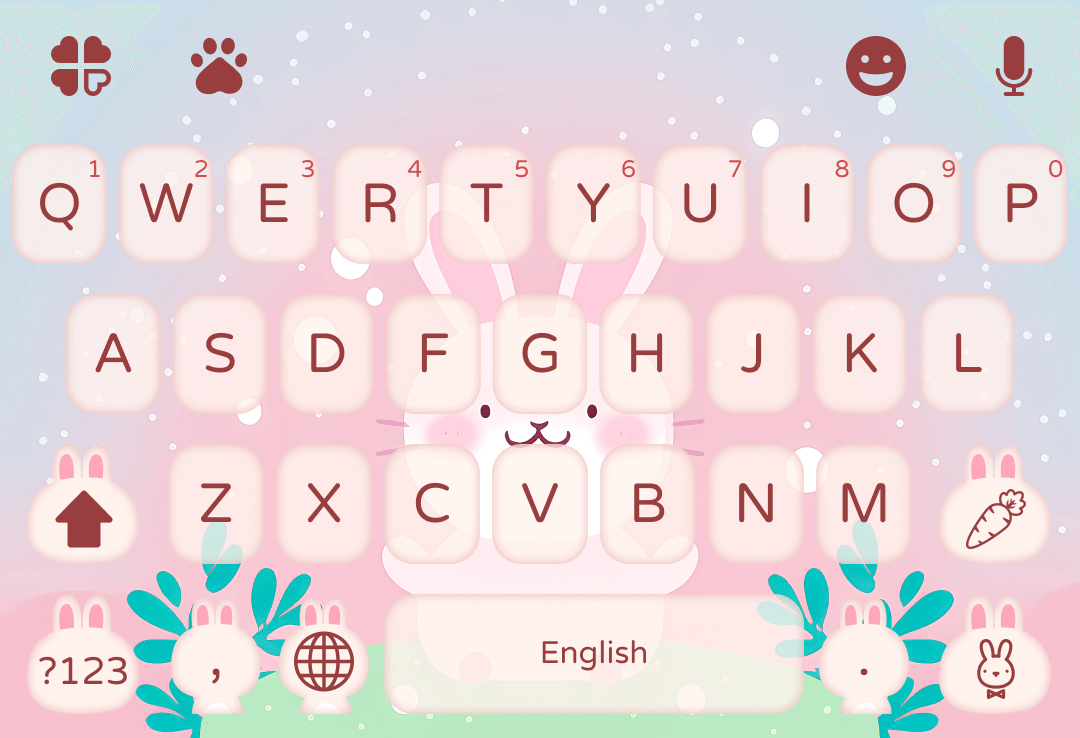 1 2 3 4 5 6 7 8 9 0
Q W E R T Y U I O P
A S D F G H J K L
Z X C V B N M
?123 , English .